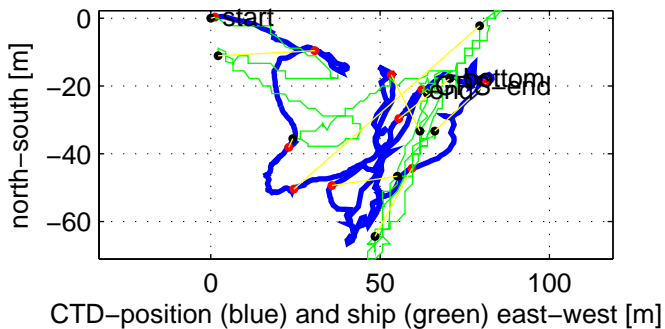 0
start
−20
bottom
end
S−end
−40
−60
north−south [m]
0
50
100
CTD−position (blue) and ship (green) east−west [m]